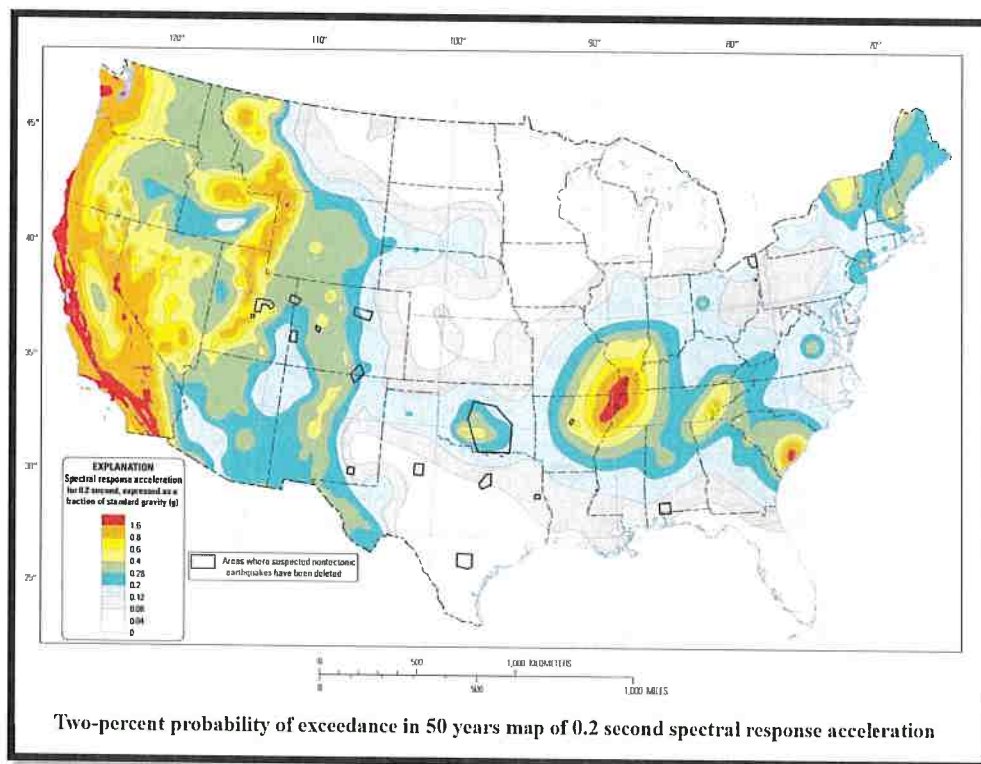 120° 110° 100° 90° 80° 70°
45°
40°
35°
30°
25°
EXPLANATION
Spectral response acceleration
for 0.2 second, expressed as a
fraction of standard gravity (g)
1.6
0.8
0.6
0.4
0.28
0.2
0.12
0.08
0.04
0
Areas where suspected nontectonic
earthquakes have been deleted
0 500 1,000 KILOMETERS
0 500 1,000 MILES
Two-percent probability of exceedance in 50 years map of 0.2 second spectral response acceleration